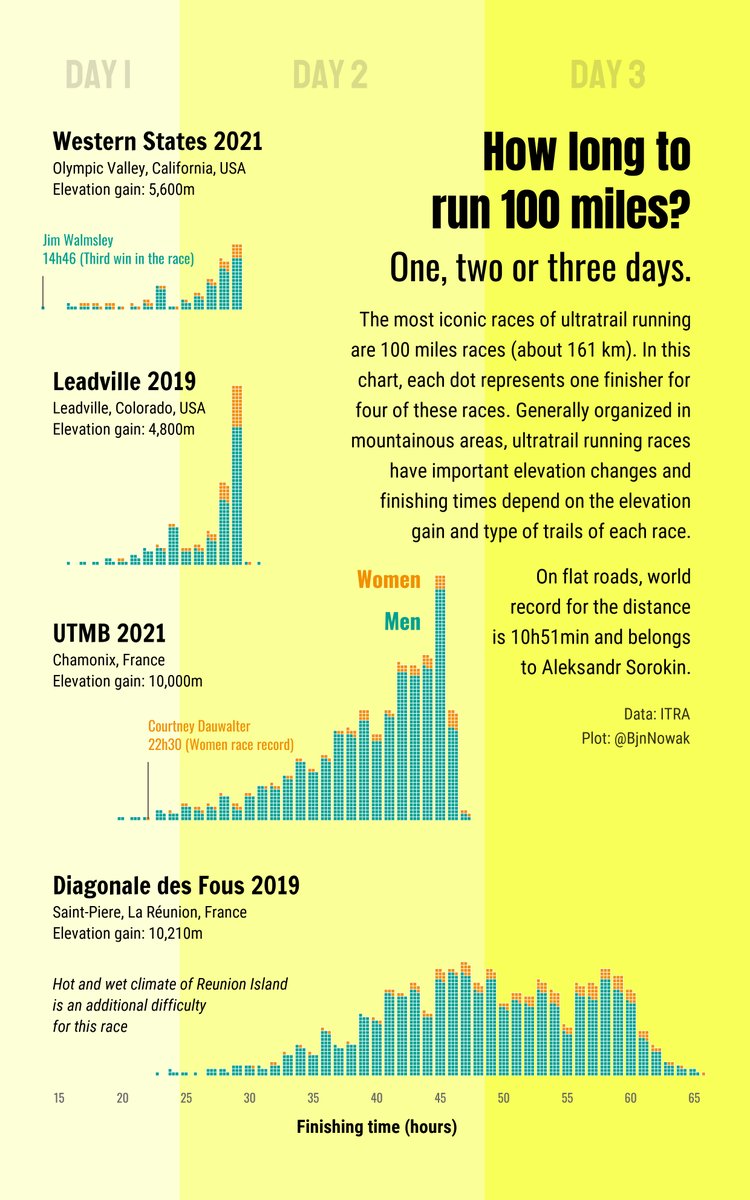 DAY 1
DAY 2
DAY 3
How long to
run 100 miles?
One, two or three days.
The most iconic races of ultratrail running
are 100 miles races (about 161 km). In this
chart, each dot represents one finisher for
four of these races. Generally organized in
mountainous areas, ultratrail running races
have important elevation changes and
finishing times depend on the elevation
gain and type of trails of each race.
On flat roads, world
record for the distance
is 10h51min and belongs
to Aleksandr Sorokin.
Data: ITRA
Plot: @BjnNowak
Western States 2021
Olympic Valley, California, USA
Elevation gain: 5,600m
Jim Walmsley
14h46 (Third win in the race)
Leadville 2019
Leadville, Colorado, USA
Elevation gain: 4,800m
Women
Men
UTMB 2021
Chamonix, France
Elevation gain: 10,000m
Courtney Dauwalter
22h30 (Women race record)
Diagonale des Fous 2019
Saint-Piere, La Réunion, France
Elevation gain: 10,210m
Hot and wet climate of Reunion Island
is an additional difficulty
for this race
15 20 25 30 35 40 45 50 55 60 65
Finishing time (hours)